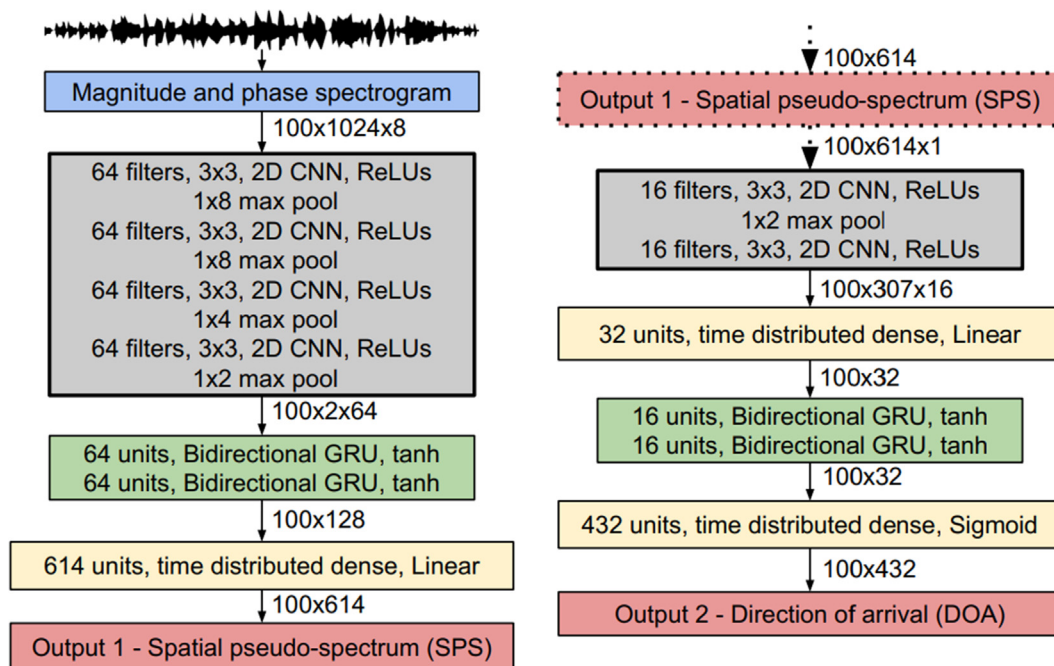 Magnitude and phase spectrogram
100x1024x8
64 filters, 3x3, 2D CNN, ReLUs
1x8 max pool
64 filters, 3x3, 2D CNN, ReLUs
1x8 max pool
64 filters, 3x3, 2D CNN, ReLUs
1x4 max pool
64 filters, 3x3, 2D CNN, ReLUs
1x2 max pool
100x2x64
64 units, Bidirectional GRU, tanh
64 units, Bidirectional GRU, tanh
100x128
614 units, time distributed dense, Linear
100x614
Output 1 - Spatial pseudo-spectrum (SPS)
100x614
Output 1 - Spatial pseudo-spectrum (SPS)
100x614x1
16 filters, 3x3, 2D CNN, ReLUs
1x2 max pool
16 filters, 3x3, 2D CNN, ReLUs
100x307x16
32 units, time distributed dense, Linear
100x32
16 units, Bidirectional GRU, tanh
16 units, Bidirectional GRU, tanh
100x32
432 units, time distributed dense, Sigmoid
100x432
Output 2 - Direction of arrival (DOA)